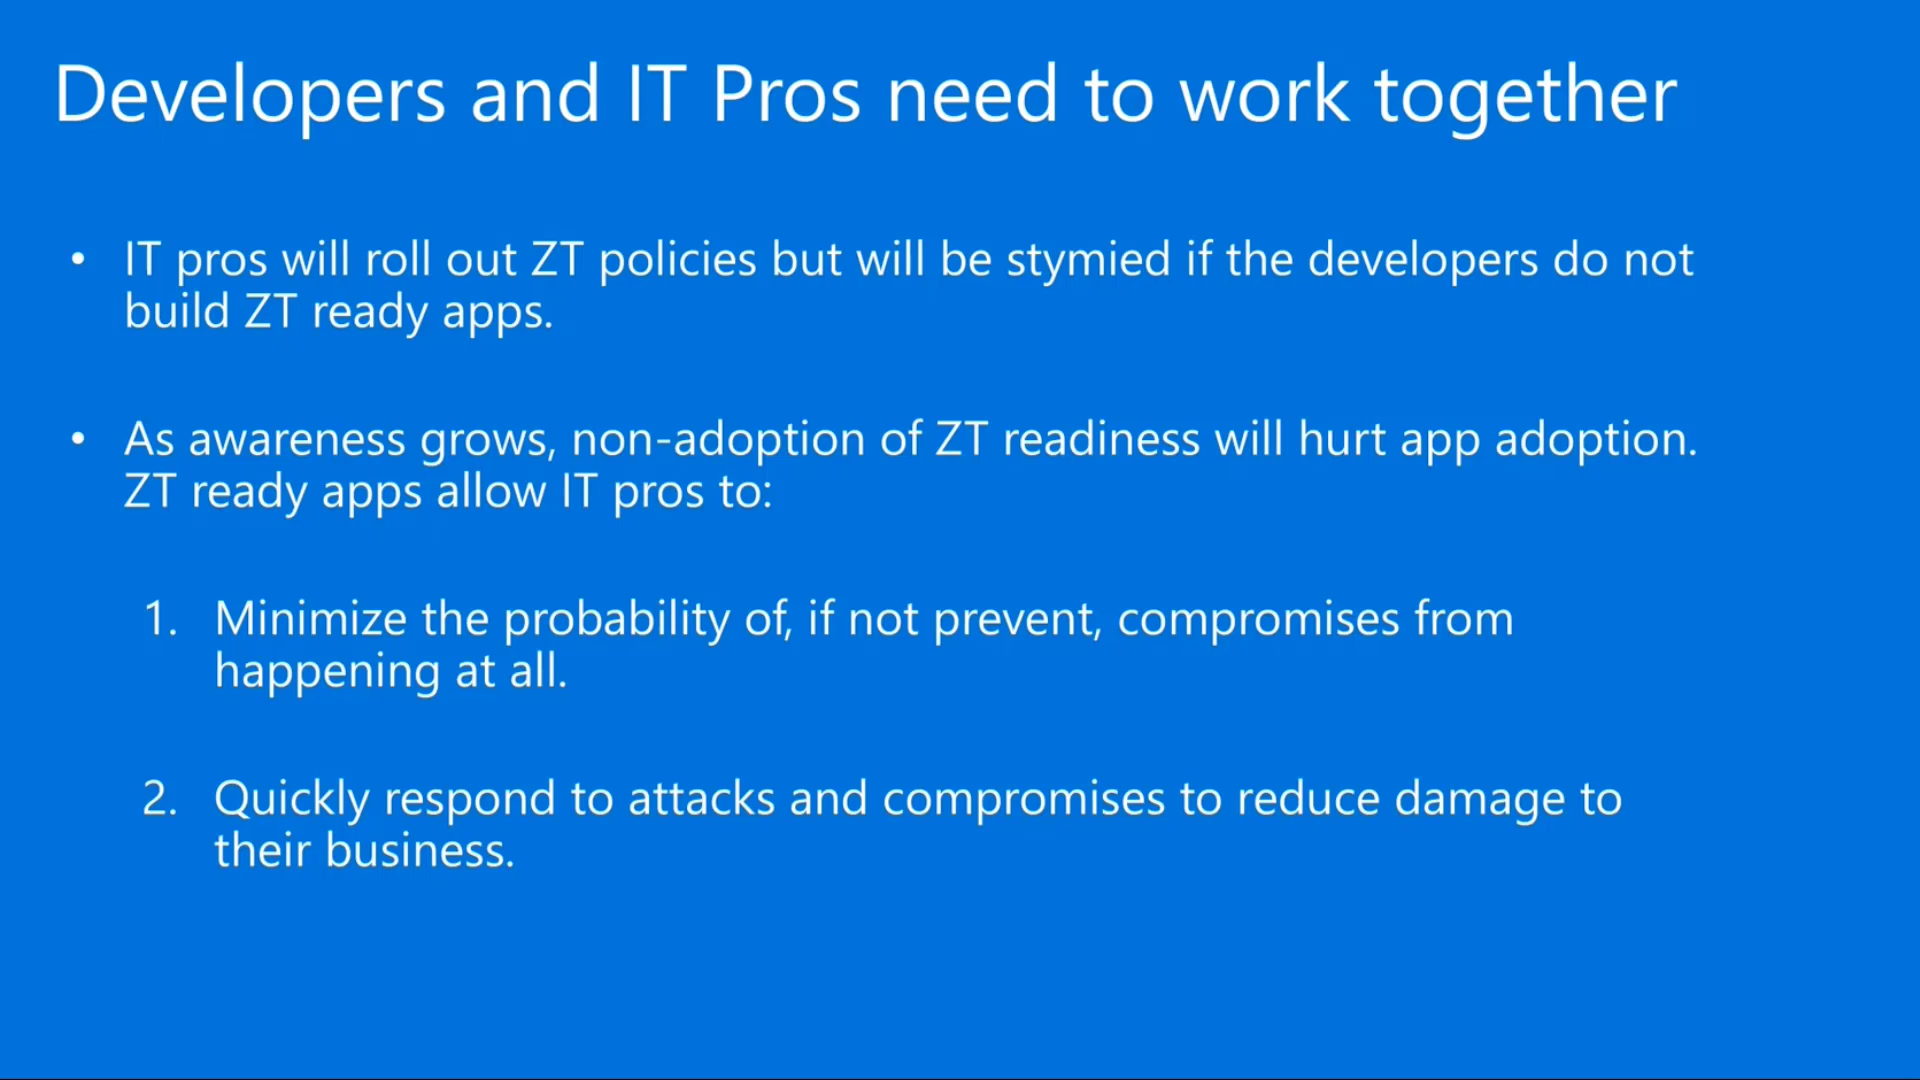 Developers and IT Pros need to work together
• IT pros will roll out ZT policies but will be stymied if the developers do not
build ZT ready apps.
• As awareness grows, non-adoption of ZT readiness will hurt app adoption.
ZT ready apps allow IT pros to:
1. Minimize the probability of, if not prevent, compromises from
happening at all.
2. Quickly respond to attacks and compromises to reduce damage to
their business.